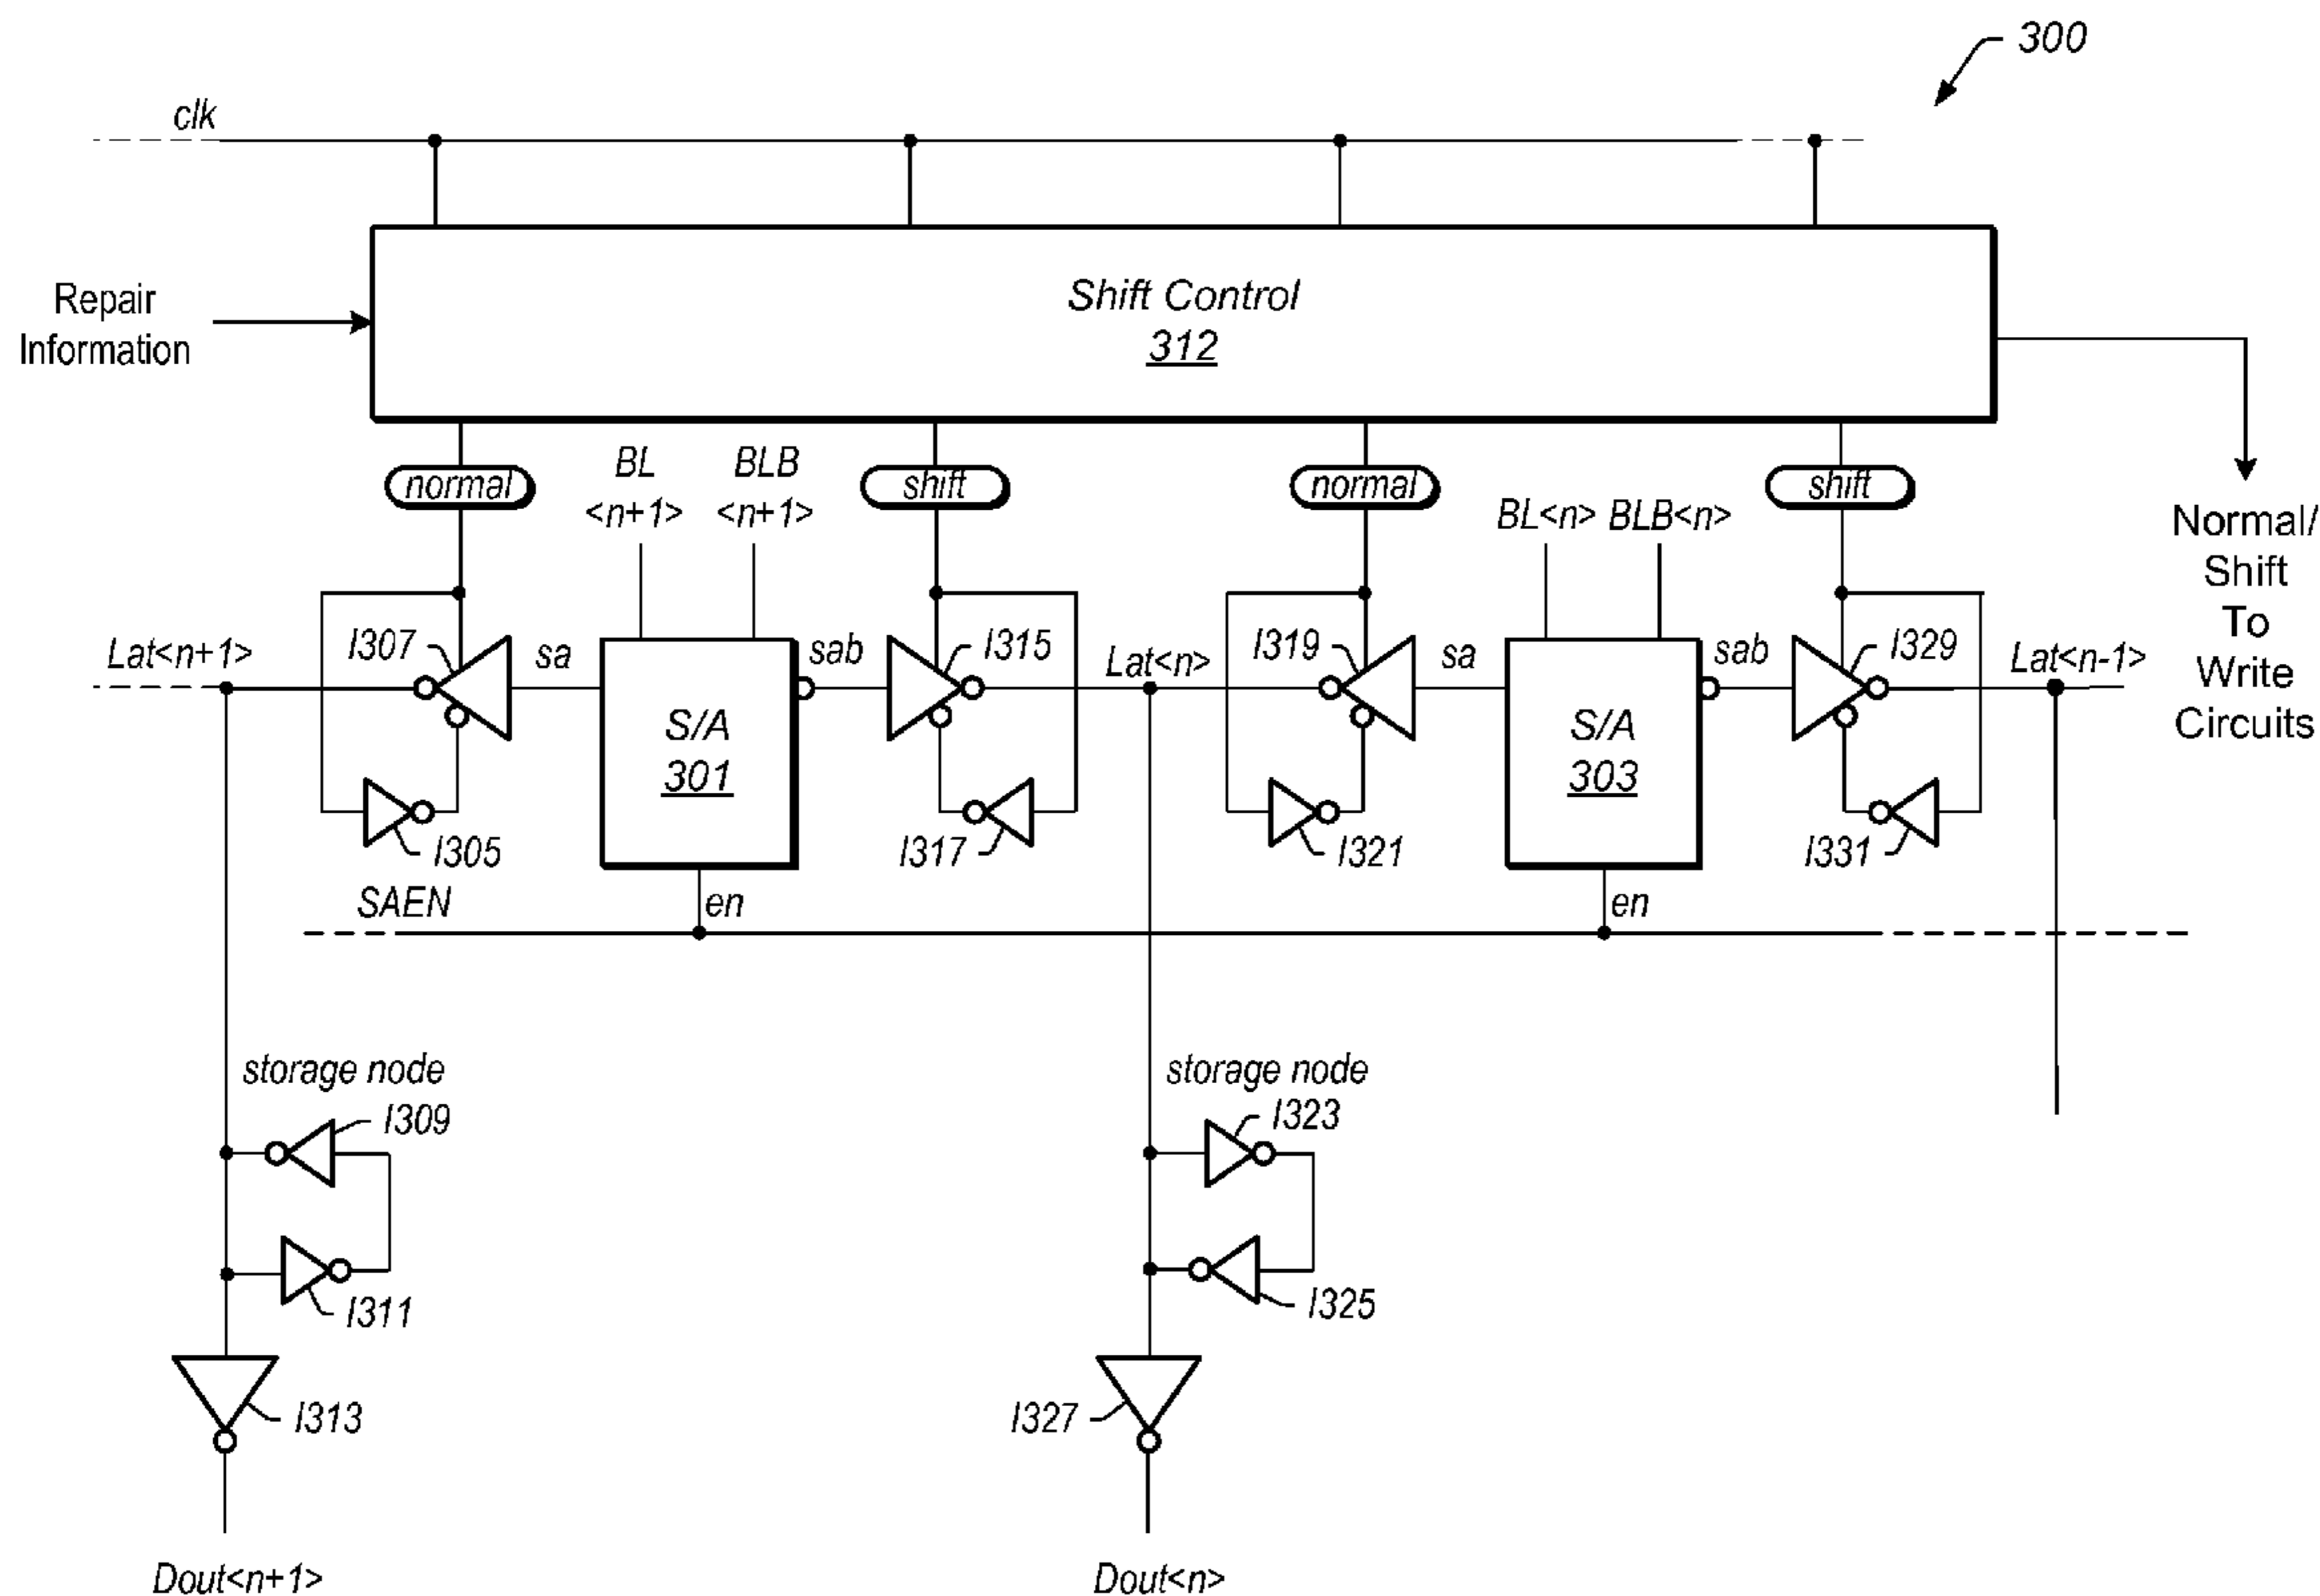 300
clk
Repair
Information
Shift Control
312
normal
BL
<n+1>
BLB
<n+1>
shift
normal
BL<n>
BLB<n>
shift
Normal/
Shift
To
Write
Circuits
Lat<n+1>
I307
sa
S/A
301
sab
I315
Lat<n>
I319
sa
S/A
303
sab
I329
Lat<n-1>
I305
I317
I321
I331
SAEN
en
en
storage node
I309
I311
I313
Dout<n+1>
storage node
I323
I325
I327
Dout<n>